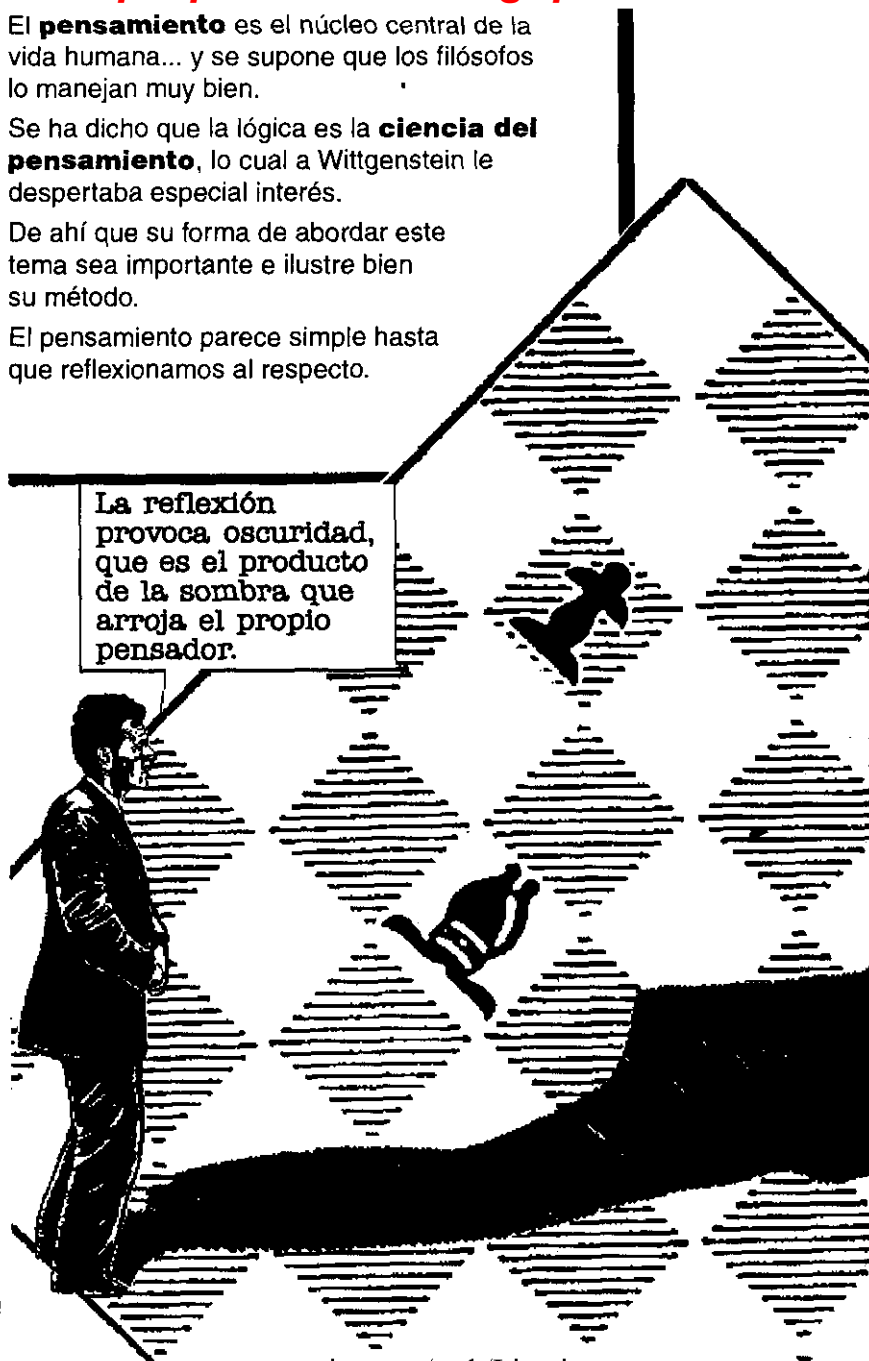 El pensamiento es el núcleo central de la
vida humana... y se supone que los filósofos
lo manejan muy bien.
Se ha dicho que la lógica es la ciencia del
pensamiento, lo cual a Wittgenstein le
despertaba especial interés.
De ahí que su forma de abordar este
tema sea importante e ilustre bien
su método.
El pensamiento parece simple hasta
que reflexionamos al respecto.
La reflexión
provoca oscuridad,
que es el producto
de la sombra que
arroja el propio
pensador.